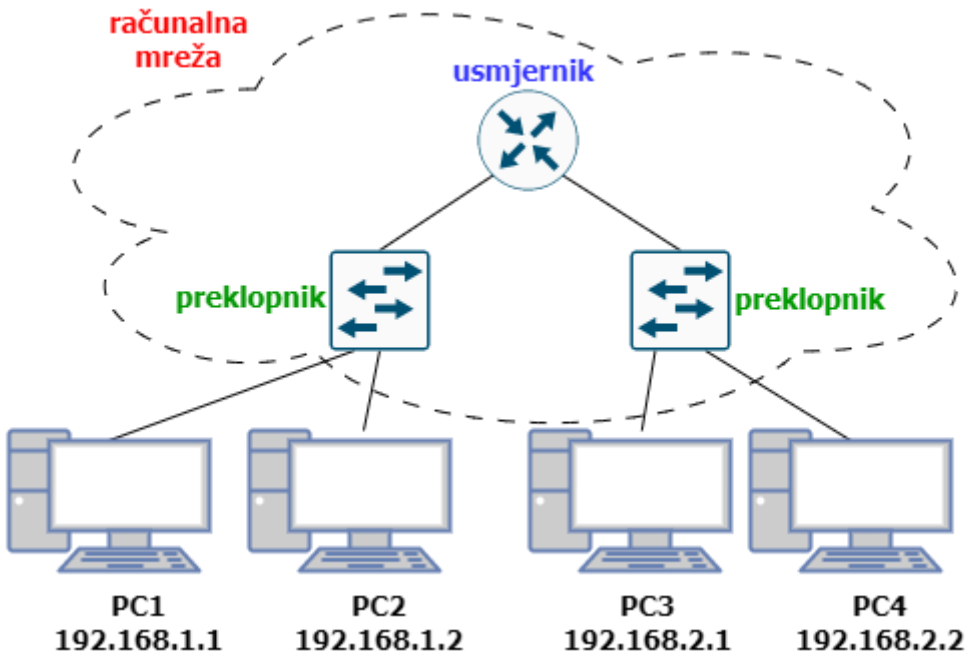 računalna
mreža
usmjernik
preklopnik
preklopnik
PC1
192.168.1.1
PC2
192.168.1.2
PC3
192.168.2.1
PC4
192.168.2.2